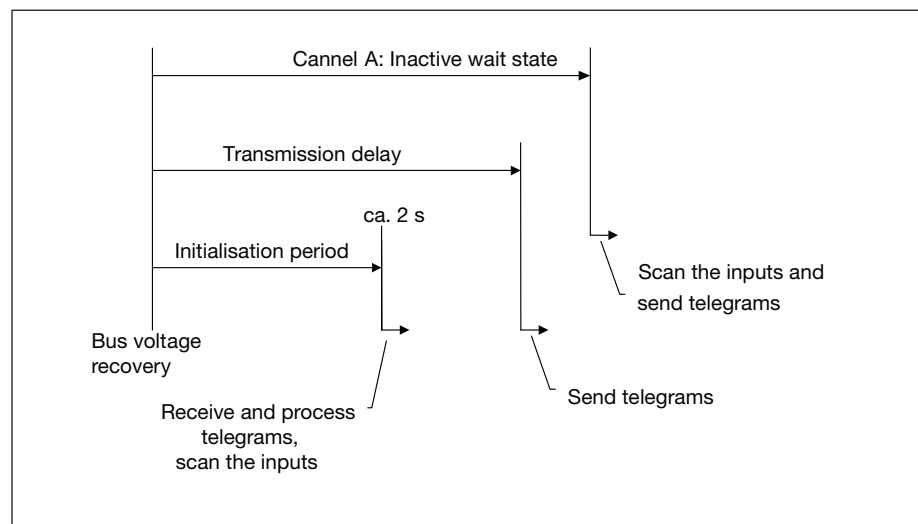 Cannel A: Inactive wait state
Transmission delay
ca. 2 s
Initialisation period
Scan the inputs and
send telegrams
Bus voltage
recovery
Send telegrams
Receive and process
telegrams,
scan the inputs